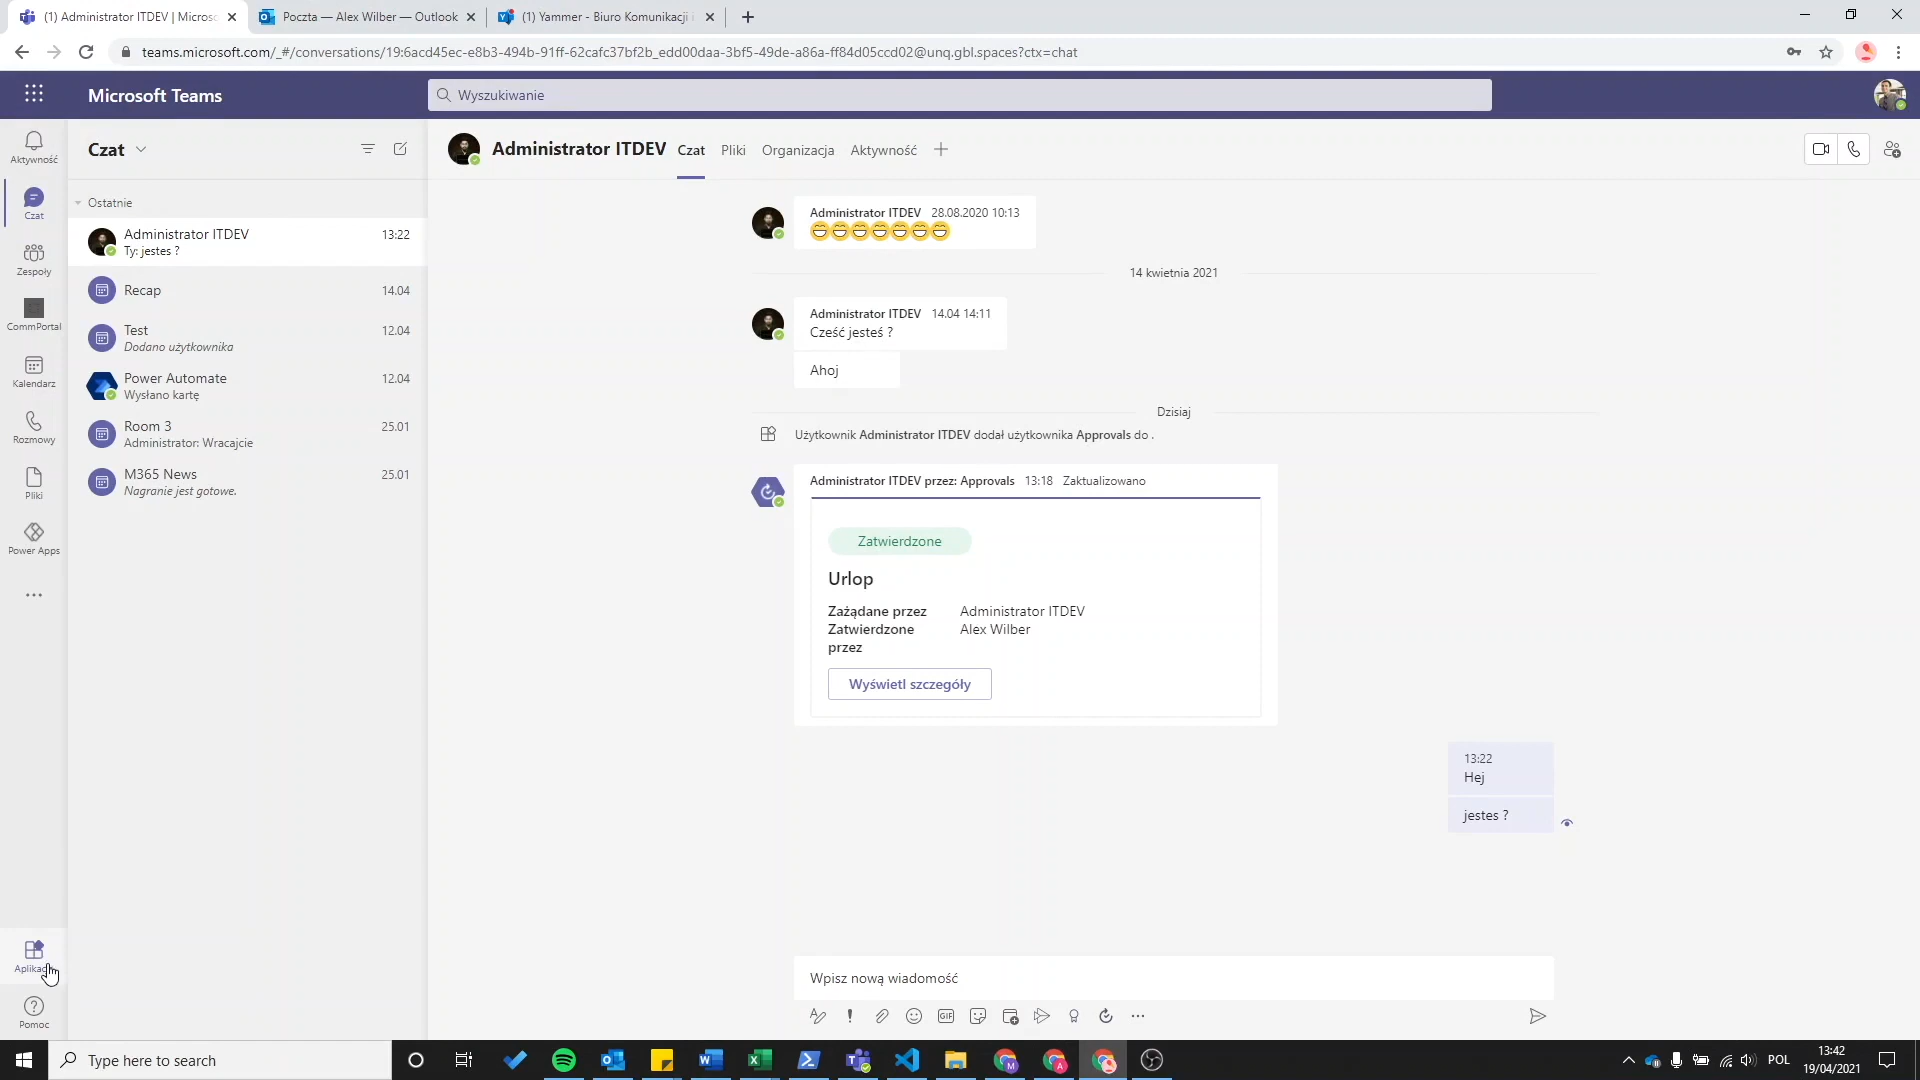 (1) Administrator ITDEV | Microso
Poczta — Alex Wilber — Outlook
(1) Yammer - Biuro Komunikacji i
teams.microsoft.com/_#/conversations/19:6acd45ec-e8b3-494b-91ff-62cafc37bf2b_edd00daa-3bf5-49de-a86a-ff84d05ccd02@unq.gbl.spaces?ctx=chat
Microsoft Teams
Wyszukiwanie
Aktywność
Czat
Zespoły
CommPortal
Kalendarz
Rozmowy
Pliki
Power Apps
Aplikacje
Pomoc
Czat
Ostatnie
Administrator ITDEV 13:22
Ty: jestes ?
Recap 14.04
Test 12.04
Dodano użytkownika
Power Automate 12.04
Wysłano kartę
Room 3 25.01
Administrator: Wracajcie
M365 News 25.01
Nagranie jest gotowe.
Administrator ITDEV Czat Pliki Organizacja Aktywność
Administrator ITDEV 28.08.2020 10:13
14 kwietnia 2021
Administrator ITDEV 14.04 14:11
Cześć jesteś ?
Ahoj
Dzisiaj
Użytkownik Administrator ITDEV dodał użytkownika Approvals do .
Administrator ITDEV przez: Approvals 13:18 Zaktualizowano
Zatwierdzone
Urlop
Zażądane przez Administrator ITDEV
Zatwierdzone Alex Wilber
przez
Wyświetl szczegóły
13:22
Hej
jestes ?
Wpisz nową wiadomość
GIF
Type here to search
POL
13:42
19/04/2021